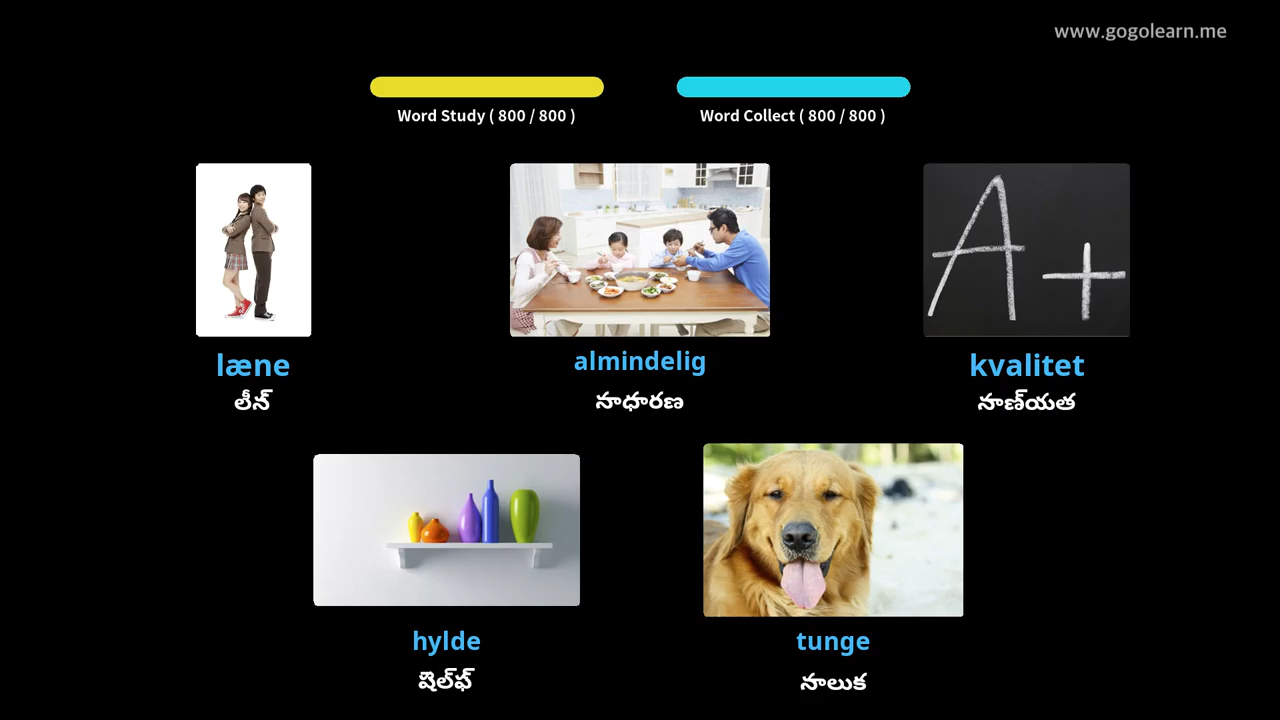 www.gogolearn.me
Word Study ( 800 / 800 )
Word Collect ( 800 / 800 )
læne
లీన్
almindelig
సాధారణ
kvalitet
నాణ్‌యత
hylde
షెల్ఫ్
tunge
నాలుక
A+